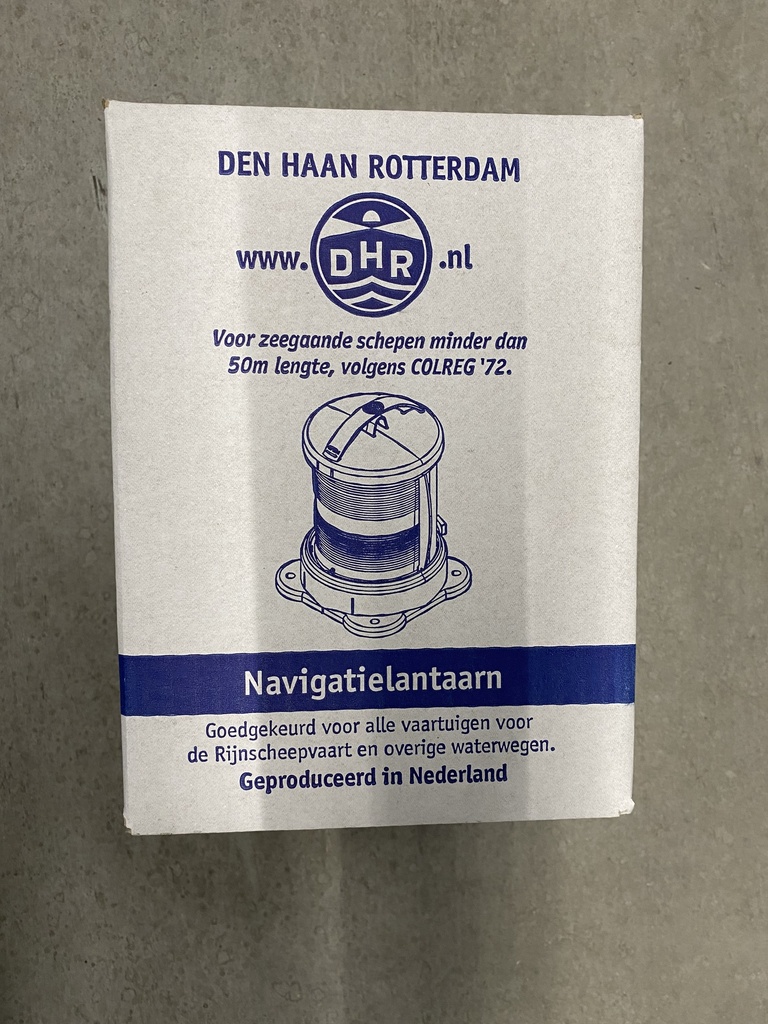 DEN HAAN ROTTERDAM
www.DHR.nl
Voor zeegaande schepen minder dan
50m lengte, volgens COLREG '72.
Navigatielantaarn
Goedgekeurd voor alle vaartuigen voor
de Rijnscheepvaart en overige waterwegen.
Geproduceerd in Nederland